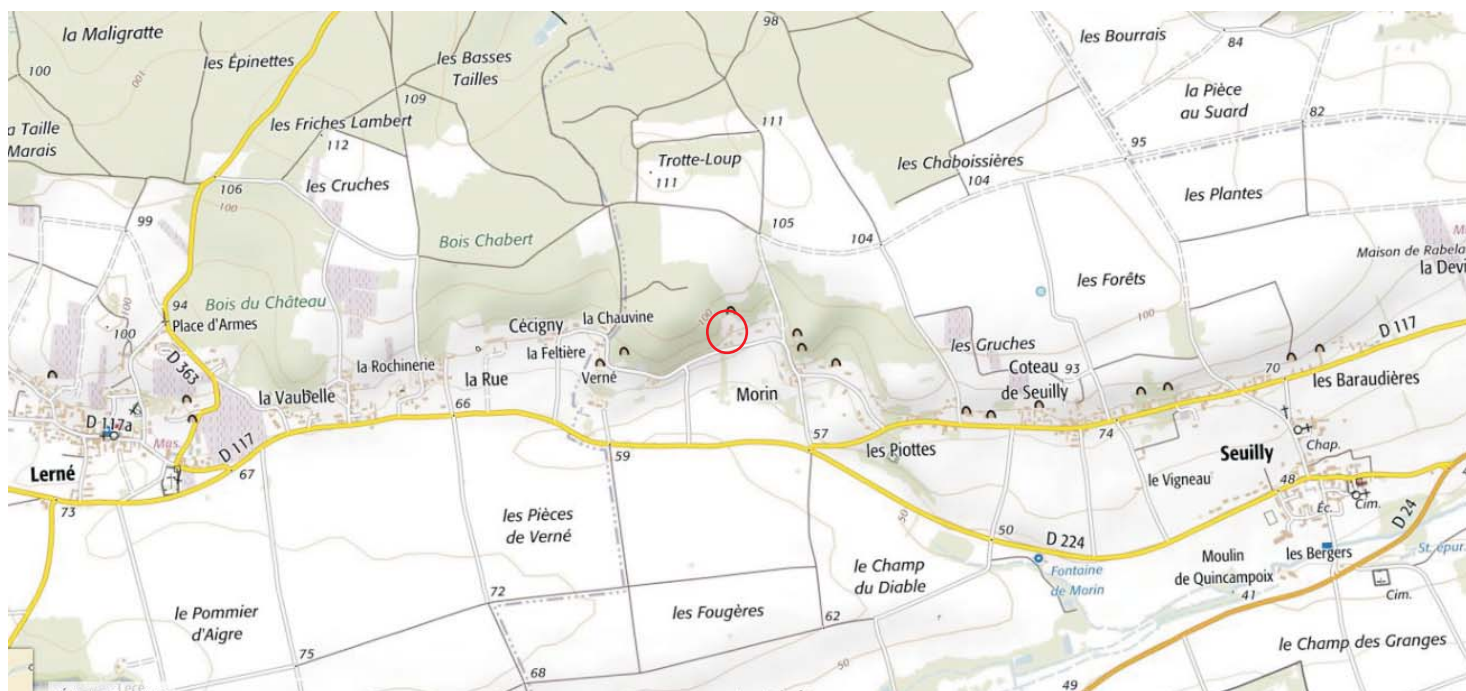 la Maligratte
98
les Bourrais
84
les Épinettes
les Basses
Tailles
100
100
la Pièce
au Suard
109
les Friches Lambert
111
82
a Taille
Marais
112
Trotte-Loup
111
95
les Chaboissières
104
106
les Cruches
100
les Plantes
99
105
104
Bois Chabert
Maison de Rabela
la Devi
les Forêts
94
Bois du Château
Place d'Armes
100
100
la Chauvine
Cécigny
100
100
D 117
D 363
la Feltière
les Gruches
la Rochinerie
Coteau
de Seuilly
93
70
les Baraudières
la Rue
Verné
la Vaubelle
Morin
66
D 117a
57
74
Mus.
D 117
59
les Piottes
Seuilly
Chap.
Lerné
67
le Vigneau
48
73
50
Éc.
Cim.
les Pièces
de Verné
50
D 224
D 24
Moulin
de Quincampoix
les Bergers
St. épur.
le Champ
du Diable
Fontaine
de Morin
41
72
Cim.
le Pommier
d'Aigre
les Fougères
62
le Champ des Granges
75
50
68
49